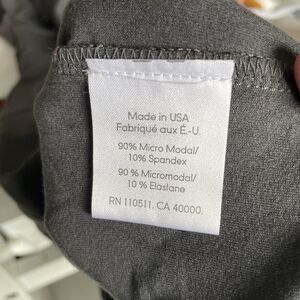 Made in USA
Fabriqué aux É.-U.
90% Micro Modal/
10% Spandex
90 % Micromodal/
10 % Elastane
RN 110511. CA 40000.